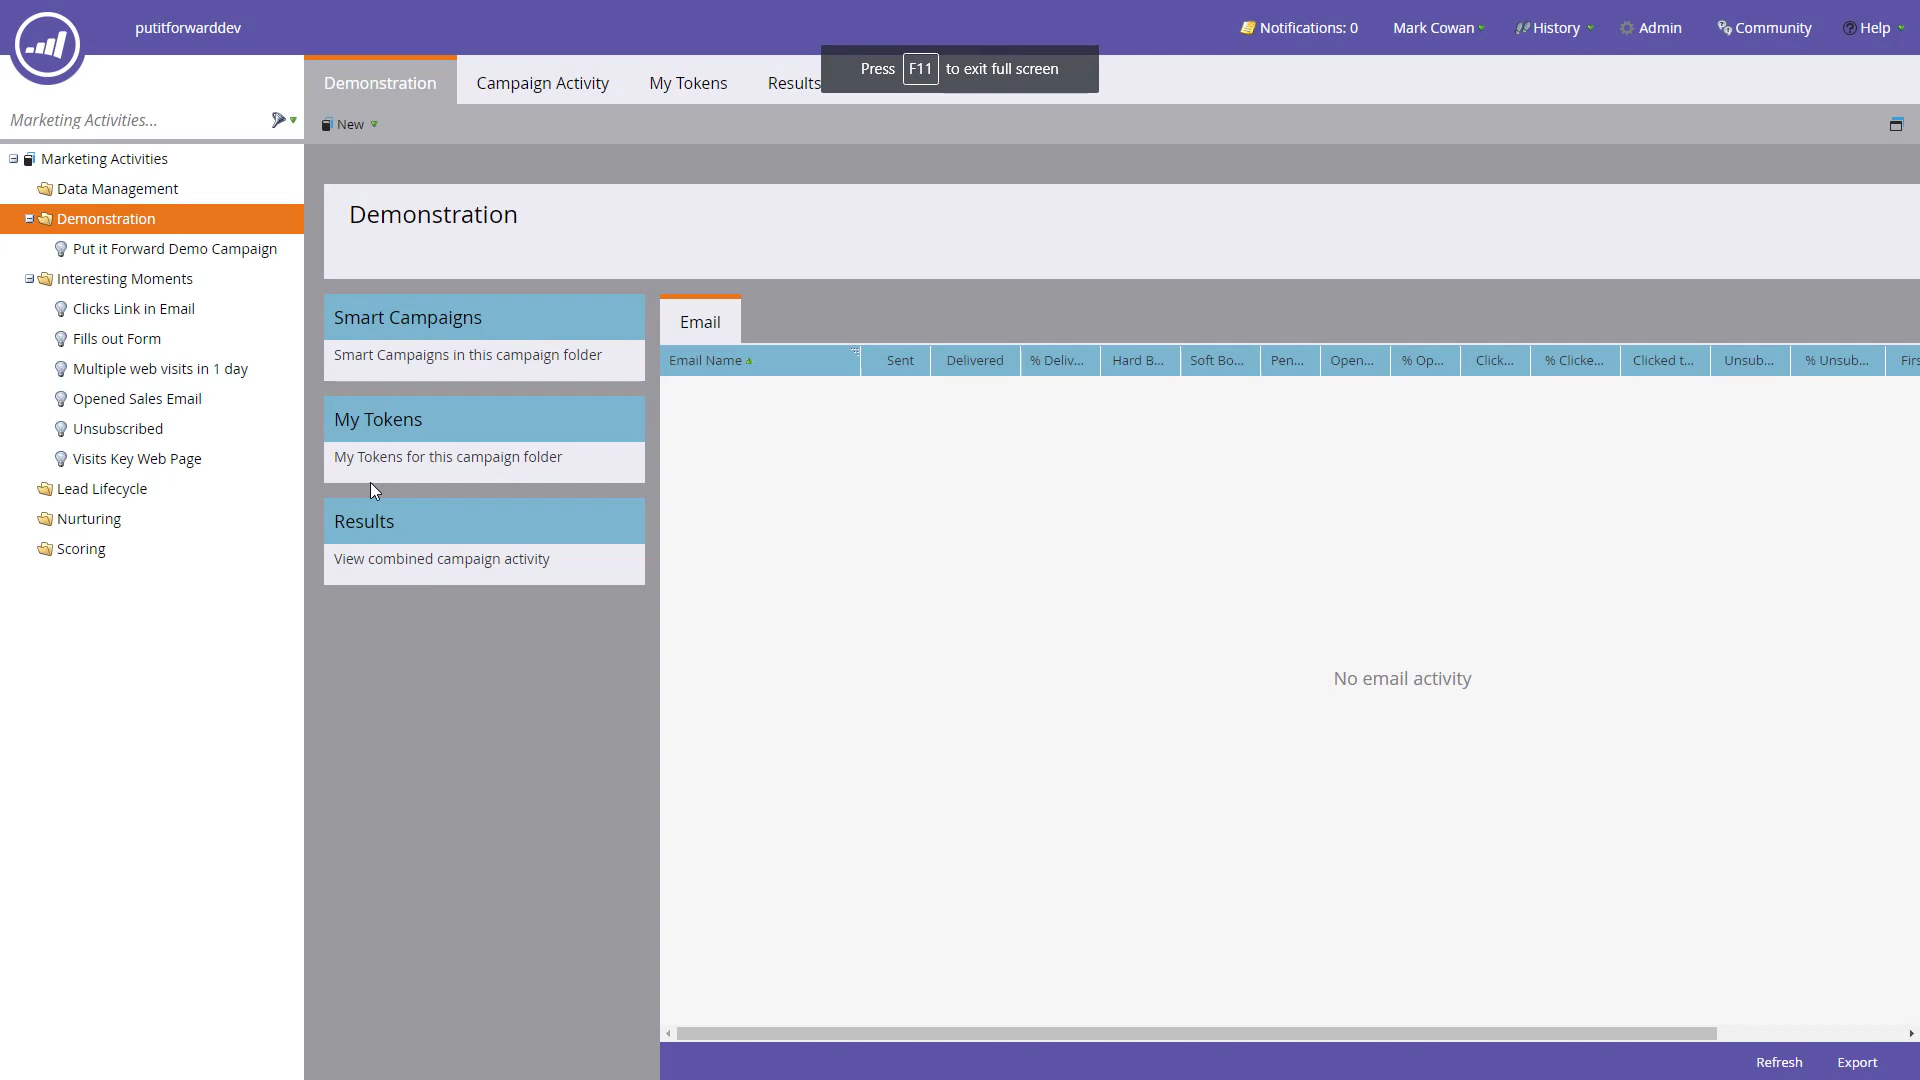 putitforwarddev
Notifications: 0
Mark Cowan
History
Admin
Community
Help
Press F11 to exit full screen
Demonstration
Campaign Activity
My Tokens
Results
Marketing Activities...
New
Marketing Activities
Data Management
Demonstration
Put it Forward Demo Campaign
Interesting Moments
Clicks Link in Email
Fills out Form
Multiple web visits in 1 day
Opened Sales Email
Unsubscribed
Visits Key Web Page
Lead Lifecycle
Nurturing
Scoring
Demonstration
Smart Campaigns
Smart Campaigns in this campaign folder
My Tokens
My Tokens for this campaign folder
Results
View combined campaign activity
Email
Email Name Sent Delivered % Deliv... Hard B... Soft Bo... Pen... Open... % Op... Click... % Clicke... Clicked t... Unsub... % Unsub... Firs
No email activity
Refresh
Export